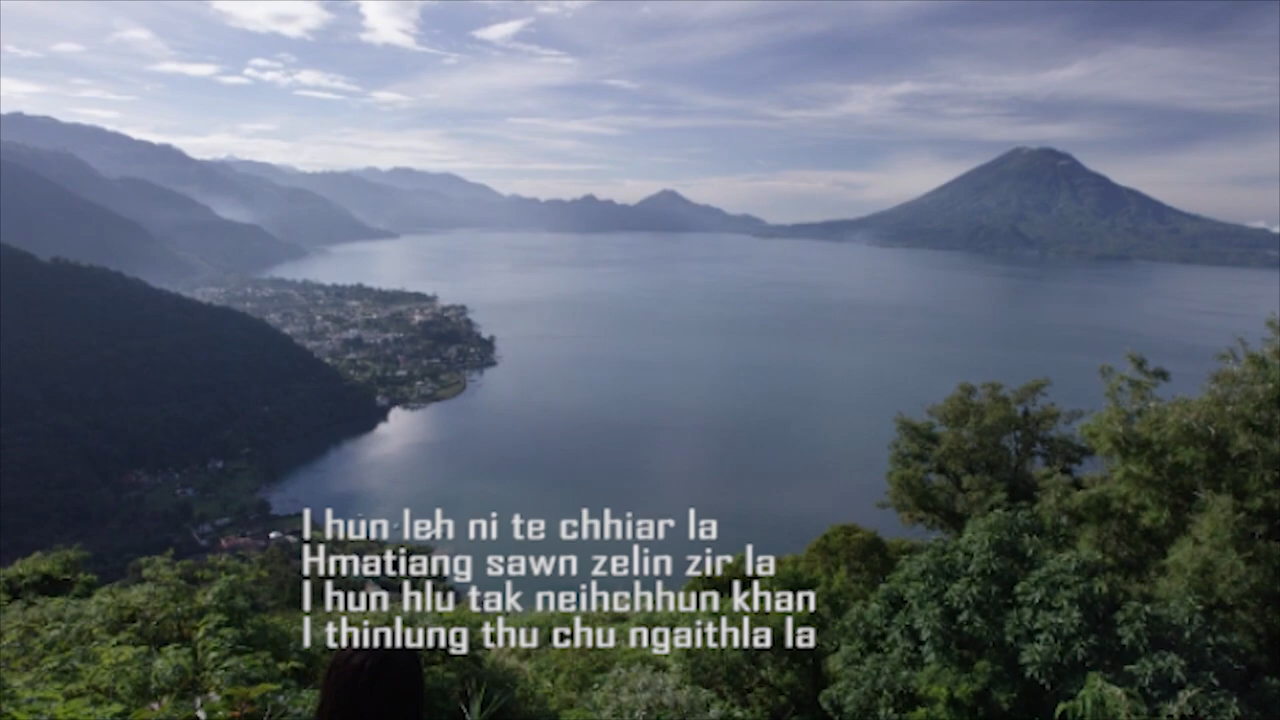 I hun leh ni te chhiar la
Hmatiang sawn zelin zir la
I hun hlu tak neihchhun khan
I thinlung thu chu ngaithla la